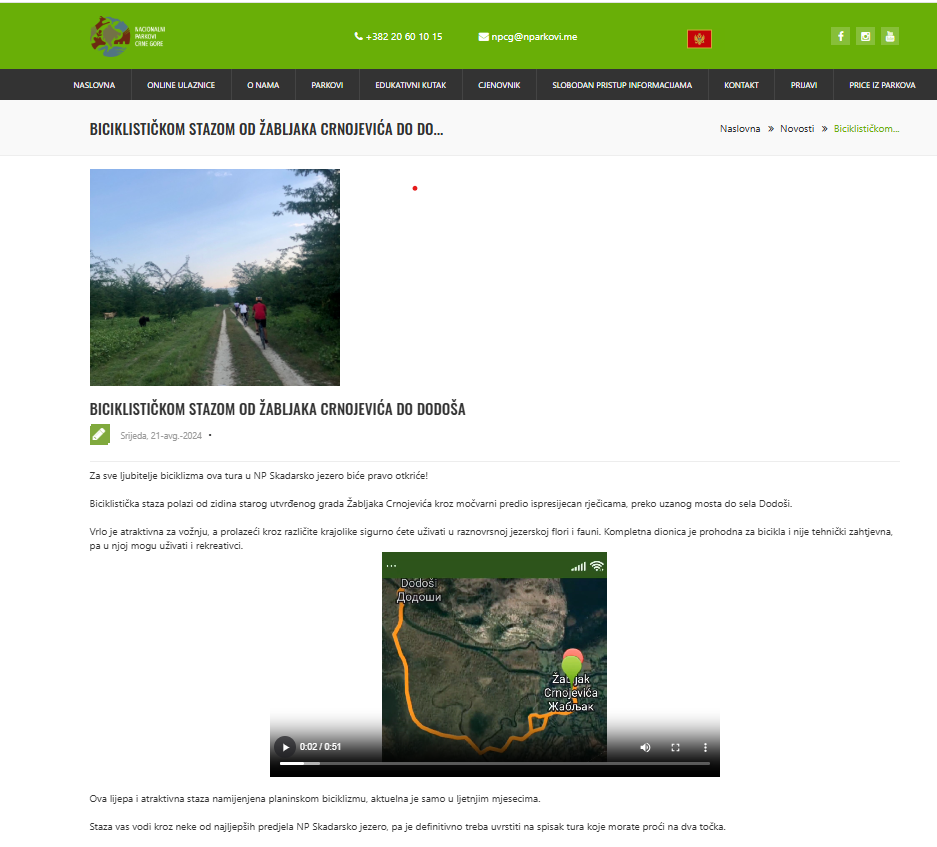 NACIONALNI
PARKOVI
CRNE GORE
+382 20 60 10 15
npcg@nparkovi.me
NASLOVNA
ONLINE ULAZNICE
O NAMA
PARKOVI
EDUKATIVNI KUTAK
CJENOVNIK
SLOBODAN PRISTUP INFORMACIJAMA
KONTAKT
PRIJAVI
PRICE IZ PARKOVA
BICIKLISTIČKOM STAZOM OD ŽABLJAKA CRNOJEVIĆA DO DO...
Naslovna » Novosti » Biciklističkom...
BICIKLISTIČKOM STAZOM OD ŽABLJAKA CRNOJEVIĆA DO DODOŠA
Srijeda, 21-avg.-2024 •
Za sve ljubitelje biciklizma ova tura u NP Skadarsko jezero biće pravo otkriće!
Biciklistička staza polazi od zidina starog utvrđenog grada Žabljaka Crnojevića kroz močvarni predio ispresijecan rječicama, preko uzanog mosta do sela Dodoši.
Vrlo je atraktivna za vožnju, a prolazeći kroz različite krajolike sigurno ćete uživati u raznovrsnoj jezerskoj flori i fauni. Kompletna dionica je prohodna za bicikla i nije tehnički zahtjevna,
pa u njoj mogu uživati i rekreativci.
Dodoši
Додоши
Žabljak
Crnojevića
Жабљак
0:02 / 0:51
Ova lijepa i atraktivna staza namijenjena planinskom biciklizmu, aktuelna je samo u ljetnjim mjesecima.
Staza vas vodi kroz neke od najljepših predjela NP Skadarsko jezero, pa je definitivno treba uvrstiti na spisak tura koje morate proći na dva točka.